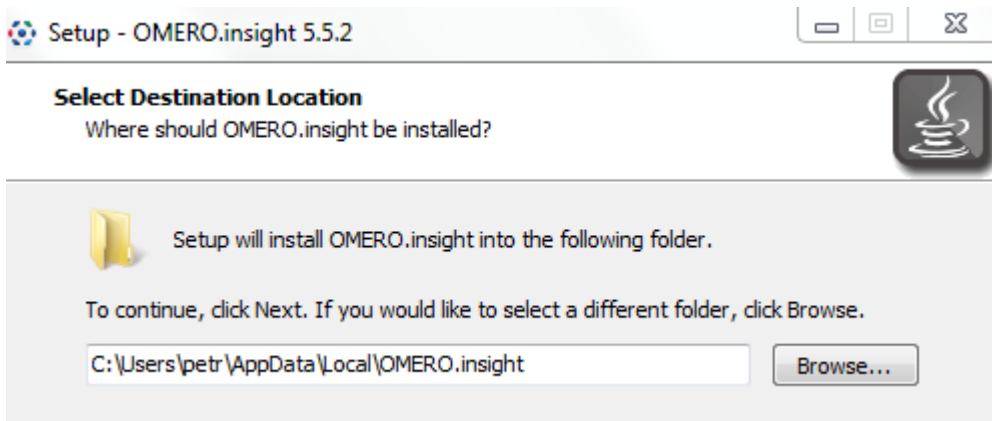 Setup - OMERO.insight 5.5.2
Select Destination Location
Where should OMERO.insight be installed?
Setup will install OMERO.insight into the following folder.
To continue, click Next. If you would like to select a different folder, click Browse.
C:\Users\petr\AppData\Local\OMERO.insight
Browse...